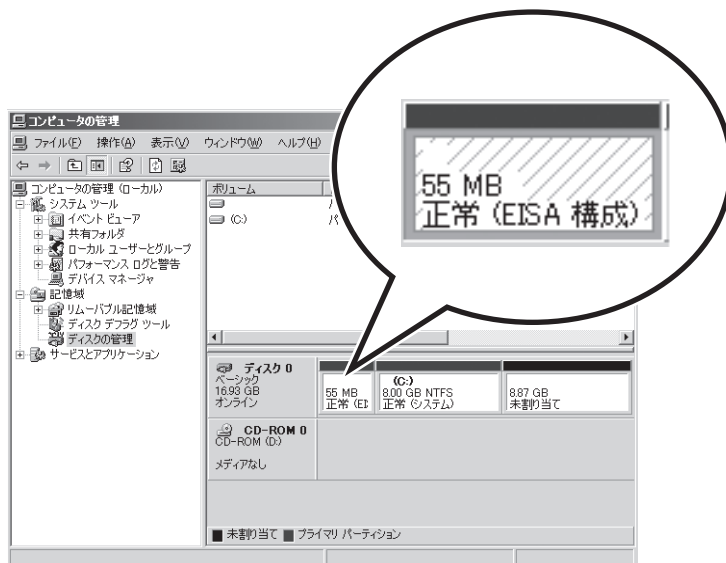 コンピュータの管理
ファイル(F) 操作(A) 表示(V) ウィンドウ(W) ヘルプ(H)
コンピュータの管理 (ローカル)
システム ツール
イベント ビューア
共有フォルダ
ローカル ユーザーとグループ
パフォーマンス ログと警告
デバイス マネージャ
記憶域
リムーバブル記憶域
ディスク デフラグ ツール
ディスクの管理
サービスとアプリケーション
ボリューム
(C:)
55 MB
正常 (EISA 構成)
ディスク 0
ベーシック
16.93 GB
オンライン
55 MB
正常 (EI
(C:)
8.00 GB NTFS
正常 (システム)
8.87 GB
未割り当て
CD-ROM 0
CD-ROM (D:)
メディアなし
未割り当て プライマリ パーティション